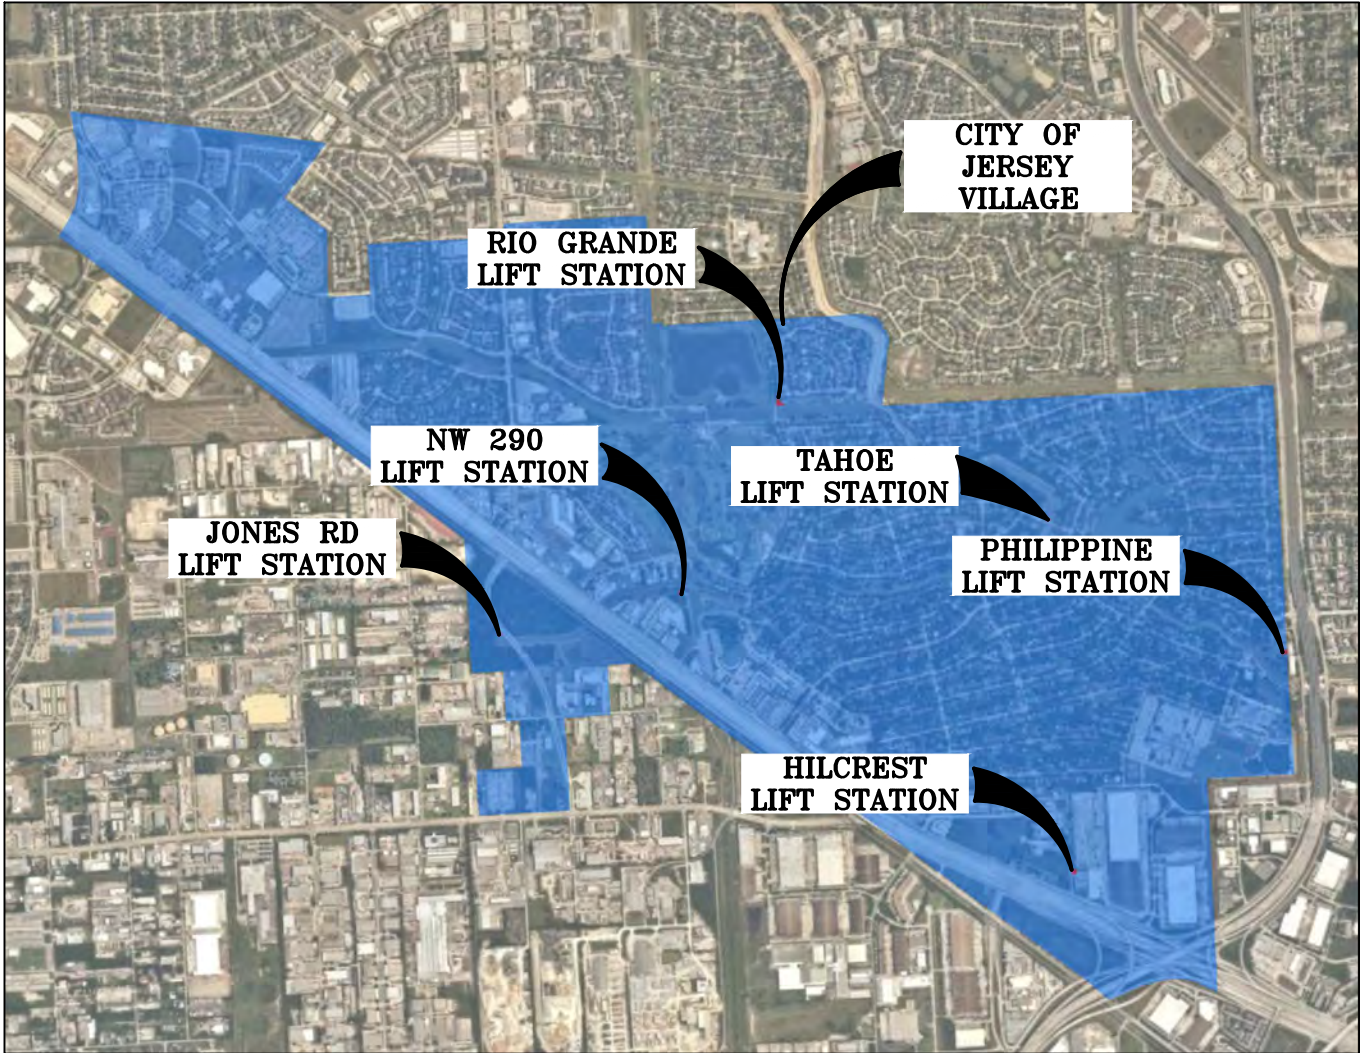 CITY OF
JERSEY
VILLAGE
RIO GRANDE
LIFT STATION
NW 290
LIFT STATION
TAHOE
LIFT STATION
JONES RD
LIFT STATION
PHILIPPINE
LIFT STATION
HILCREST
LIFT STATION